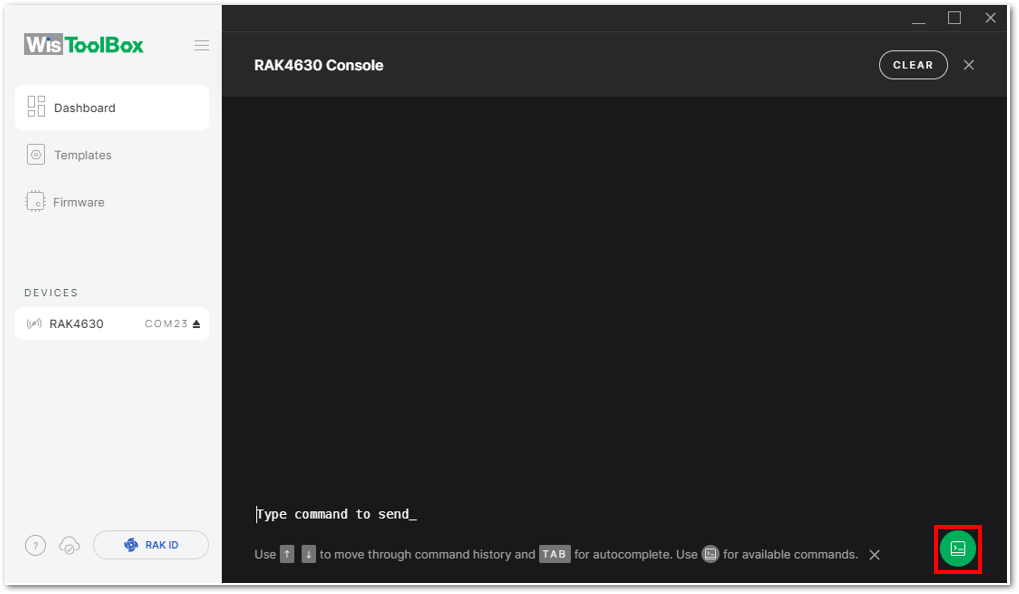 WisToolBox
Dashboard
Templates
Firmware
DEVICES
RAK4630 COM23
? RAK ID
RAK4630 Console
CLEAR
Type command to send_
Use ↑ ↓ to move through command history and TAB for autocomplete. Use for available commands.